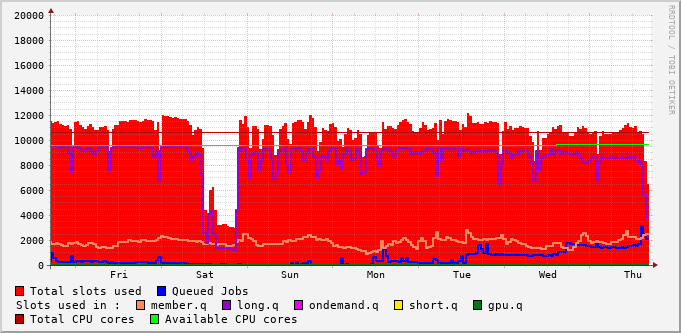 20000
18000
16000
14000
12000
10000
8000
6000
4000
2000
0
Fri Sat Sun Mon Tue Wed Thu
Total slots used Queued Jobs
Slots used in : member.q long.q ondemand.q short.q gpu.q
Total CPU cores Available CPU cores
RRDTOOL / TOBI OETIKER